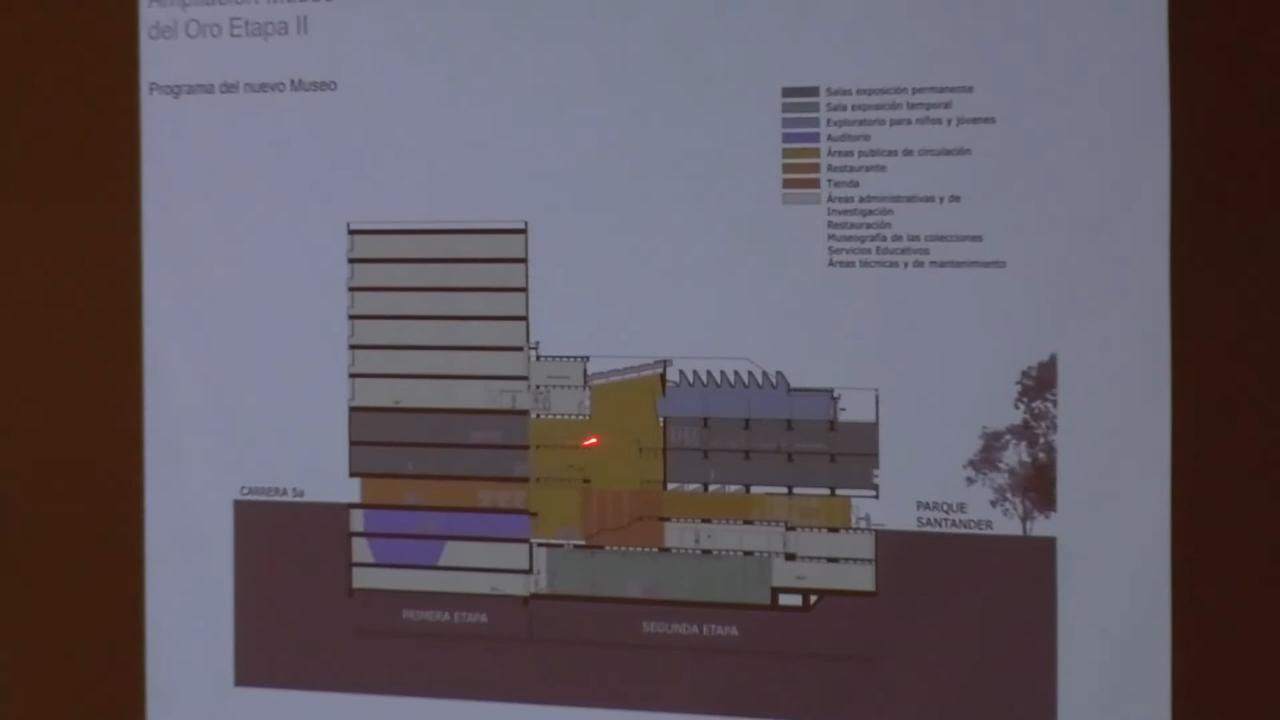 Ampliación Museo
del Oro Etapa II
Programa del nuevo Museo
Salas exposición permanente
Sala exposición temporal
Exploratorio para niños y jóvenes
Auditorio
Áreas publicas de circulación
Restaurante
Tienda
Áreas administrativas y de
Investigación
Restauración
Museografía de las colecciones
Servicios Educativos
Áreas técnicas y de mantenimiento
CARRERA 5a
PARQUE
SANTANDER
PRIMERA ETAPA
SEGUNDA ETAPA